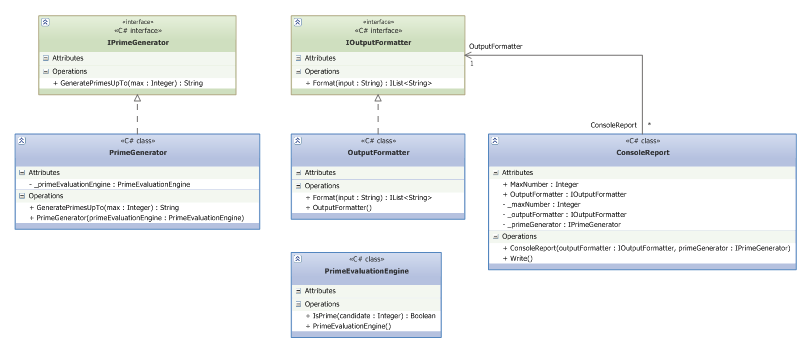 «interface»
«C# interface»
IPrimeGenerator
Attributes
Operations
+ GeneratePrimesUpTo(max : Integer) : String
«interface»
«C# interface»
IOutputFormatter
Attributes
Operations
+ Format(input : String) : IList<String>
OutputFormatter
1
ConsoleReport
*
«C# class»
PrimeGenerator
Attributes
- _primeEvaluationEngine : PrimeEvaluationEngine
Operations
+ GeneratePrimesUpTo(max : Integer) : String
+ PrimeGenerator(primeEvaluationEngine : PrimeEvaluationEngine)
«C# class»
OutputFormatter
Attributes
Operations
+ Format(input : String) : IList<String>
+ OutputFormatter()
«C# class»
ConsoleReport
Attributes
+ MaxNumber : Integer
+ OutputFormatter : IOutputFormatter
- _maxNumber : Integer
- _outputFormatter : IOutputFormatter
- _primeGenerator : IPrimeGenerator
Operations
+ ConsoleReport(outputFormatter : IOutputFormatter, primeGenerator : IPrimeGenerator)
+ Write()
«C# class»
PrimeEvaluationEngine
Attributes
Operations
+ IsPrime(candidate : Integer) : Boolean
+ PrimeEvaluationEngine()